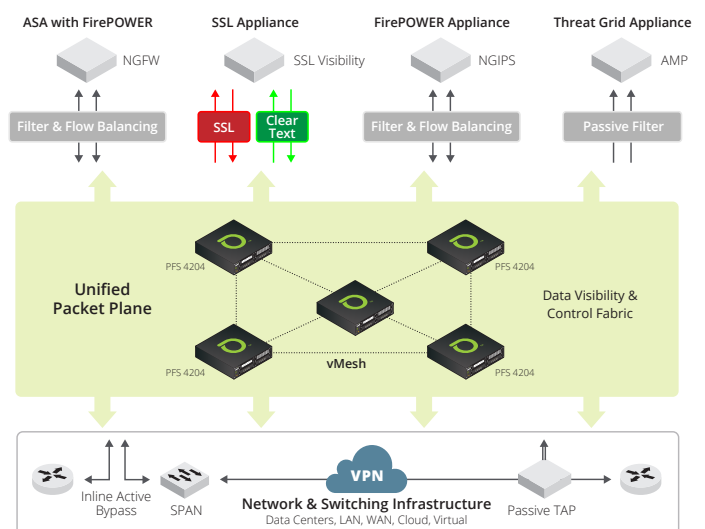 ASA with FirePOWER
SSL Appliance
FirePOWER Appliance
Threat Grid Appliance
NGFW
SSL Visibility
NGIPS
AMP
Filter & Flow Balancing
SSL
Clear
Text
Filter & Flow Balancing
Passive Filter
PFS 4204
PFS 4204
Unified
Packet Plane
Data Visibility &
Control Fabric
vMesh
PFS 4204
PFS 4204
VPN
Inline Active
Bypass
SPAN
Network & Switching Infrastructure
Data Centers, LAN, WAN, Cloud, Virtual
Passive TAP